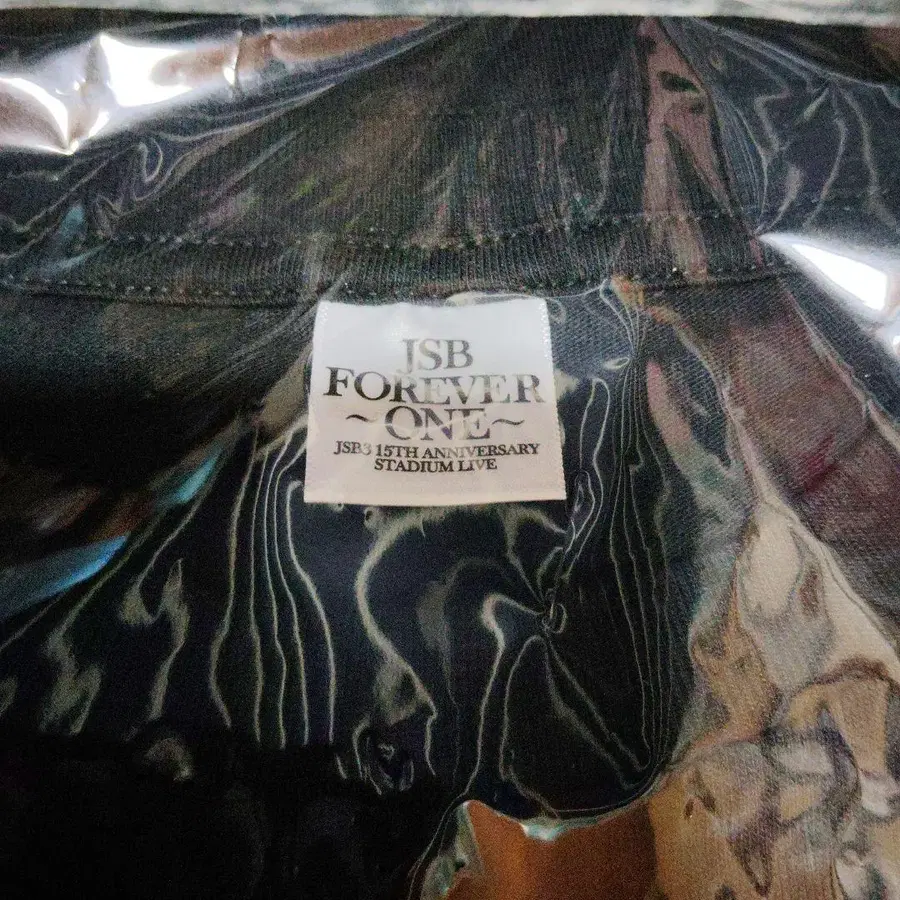 JSB
FOREVER
~ONE~
JSB3 15TH ANNIVERSARY
STADIUM LIVE